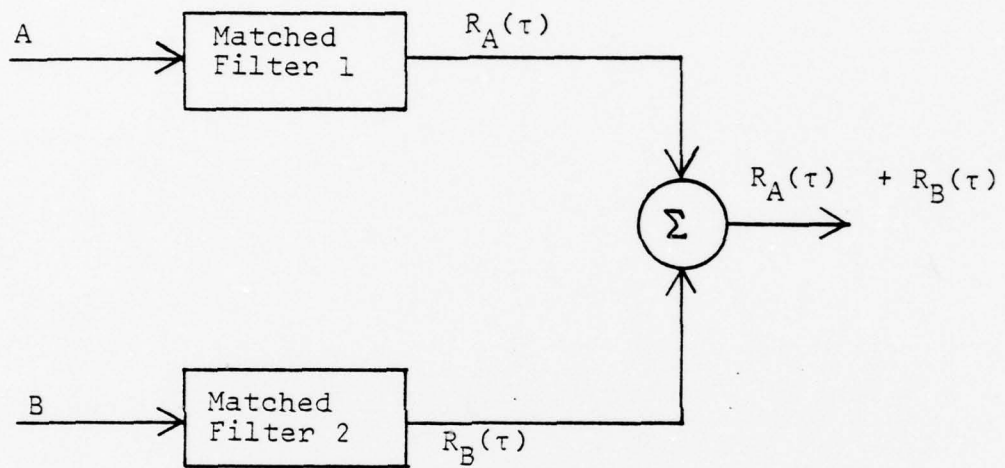 A
Matched
Filter 1
R_A(τ)
Σ
R_A(τ) + R_B(τ)
B
Matched
Filter 2
R_B(τ)